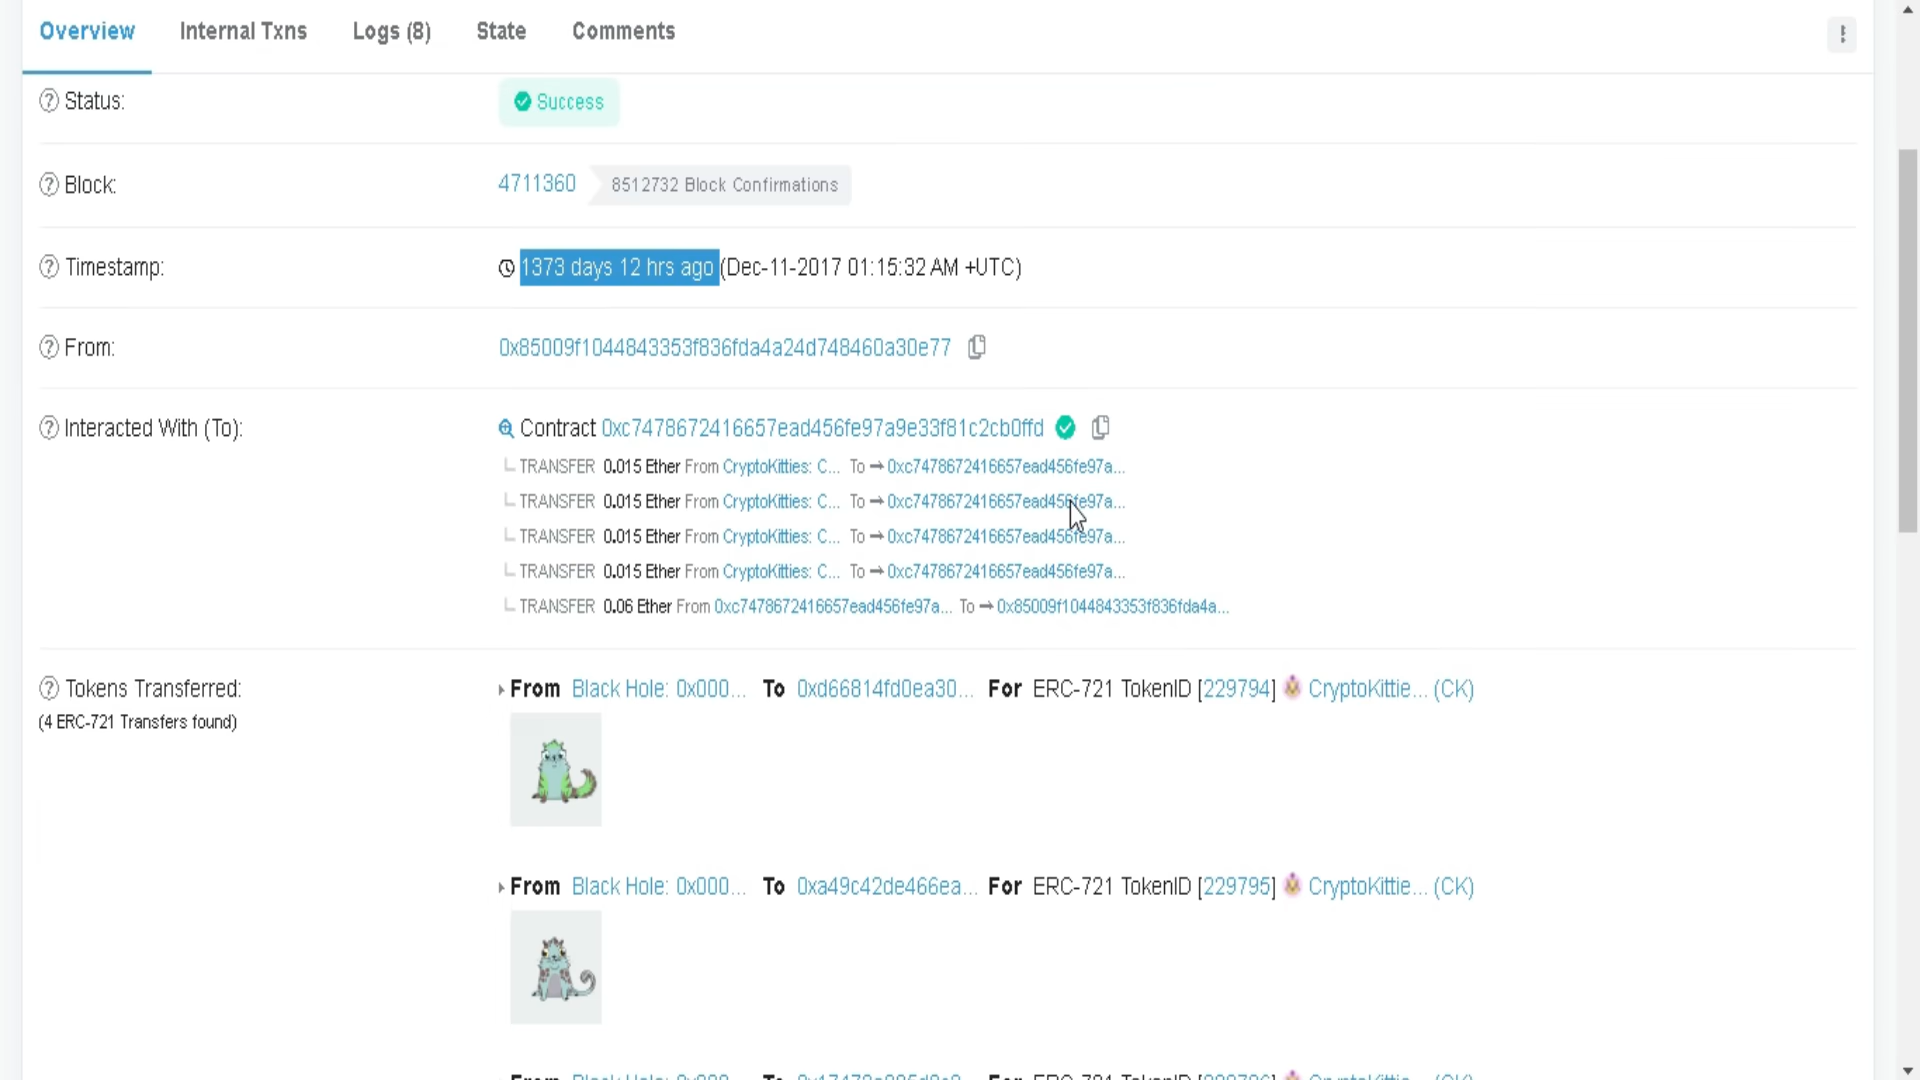 Overview Internal Txns Logs (8) State Comments
Status: Success
Block: 4711360 8512732 Block Confirmations
Timestamp: 1373 days 12 hrs ago (Dec-11-2017 01:15:32 AM +UTC)
From: 0x85009f1044843353f836fda4a24d748460a30e77
Interacted With (To): Contract 0xc7478672416657ead456fe97a9e33f81c2cb0ffd
TRANSFER 0.015 Ether From CryptoKitties: C... To 0xc7478672416657ead456fe97a...
TRANSFER 0.015 Ether From CryptoKitties: C... To 0xc7478672416657ead456fe97a...
TRANSFER 0.015 Ether From CryptoKitties: C... To 0xc7478672416657ead456fe97a...
TRANSFER 0.015 Ether From CryptoKitties: C... To 0xc7478672416657ead456fe97a...
TRANSFER 0.06 Ether From 0xc7478672416657ead456fe97a... To 0x85009f1044843353f836fda4a...
Tokens Transferred: From Black Hole: 0x000... To 0xd66814fd0ea30... For ERC-721 TokenID [229794] CryptoKittie... (CK)
(4 ERC-721 Transfers found)
From Black Hole: 0x000... To 0xa49c42de466ea... For ERC-721 TokenID [229795] CryptoKittie... (CK)